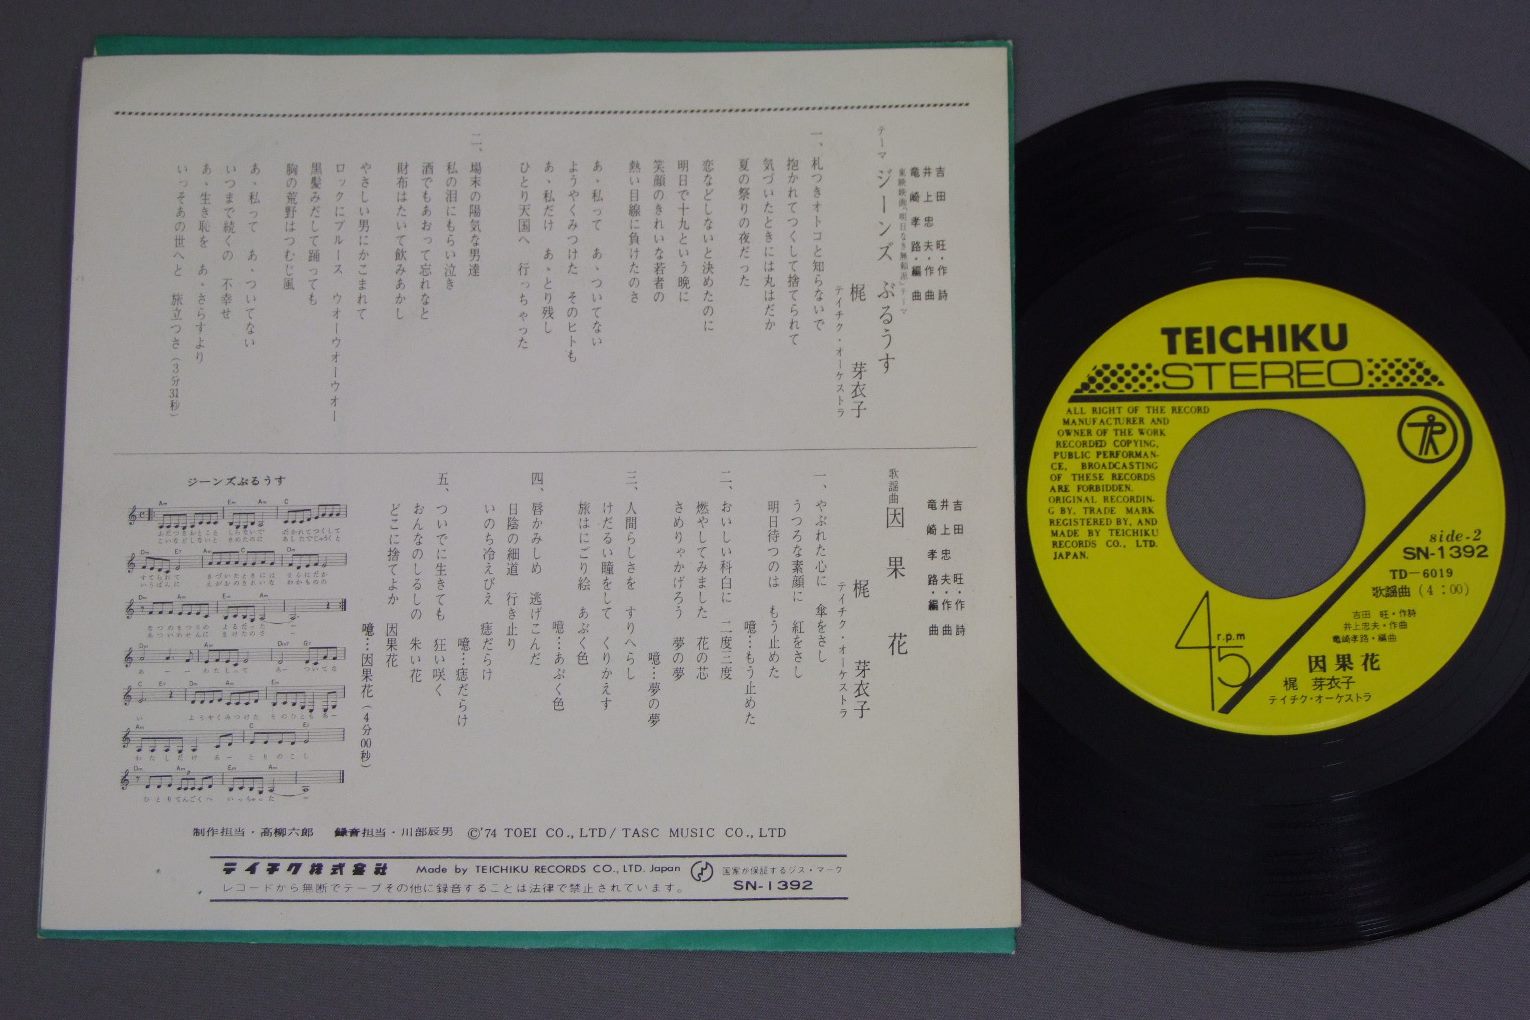 吉田　旺・作詩
井上忠夫・作曲
竜崎孝路・編曲
東映映画「明日なき無頼派」テーマ
テーマ ジーンズ ぶるうす
梶　芽衣子
テイチク・オーケストラ
一、札つきオトコと知らないで
抱かれてつくして捨てられて
気づいたときには丸はだか
夏の祭りの夜だった
恋などしないと決めたのに
明日で十九という晩に
笑顔のきれいな若者の
熱い目線に負けたのさ
あゝ私って　あゝついてない
ようやくみつけた　そのヒトも
あゝ私だけ　あゝとり残し
ひとり天国へ　行っちゃった
二、場末の陽気な男達
私の泪にもらい泣き
酒でもあおって忘れなと
財布はたいて飲みあかし
やさしい男にかこまれて
ロックにブルース　ウオーウオーウオー
黒髪みだして踊っても
胸の荒野はつむじ風
あゝ私って　あゝついてない
いつまで続くの　不幸せ
あゝ生き恥を　あゝさらすより
いっそあの世へと　旅立つさ（3分31秒）
吉田　旺・作詩
井上忠夫・作曲
竜崎孝路・編曲
歌謡曲 因果花
梶　芽衣子
テイチク・オーケストラ
一、やぶれた心に　傘をさし
うつろな素顔に　紅をさし
明日待つのは　もう止めた
噫…もう止めた
二、おいしい科白に　二度三度
燃やしてみました　花の芯
さめりゃかげろう　夢の夢
噫…夢の夢
三、人間らしさを　すりへらし
けだるい瞳をして　くりかえす
旅はにごり絵　あぶく色
噫…あぶく色
四、唇かみしめ　逃げこんだ
日陰の細道　行き止り
いのち冷えびえ　痣だらけ
噫…痣だらけ
五、ついでに生きても　狂い咲く
おんなのしるしの　朱い花
どこに捨てよか　因果花
噫…因果花（4分00秒）
ジーンズぶるうす
制作担当・高柳六郎　録音担当・川部辰男　Ⓒ'74 TOEI CO., LTD/ TASC MUSIC CO., LTD
テイチク株式会社 Made by TEICHIKU RECORDS CO., LTD. Japan 国家が保証するジス・マーク
レコードから無断でテープその他に録音することは法律で禁止されています。 SN-1392
TEICHIKU
STEREO
ALL RIGHT OF THE RECORD
MANUFACTURER AND
OWNER OF THE WORK
RECORDED COPYING,
PUBLIC PERFORMAN-
CE, BROADCASTING
OF THESE RECORDS
ARE FORBIDDEN.
ORIGINAL RECORDIN-
G BY, TRADE MARK
REGISTERED BY, AND
MADE BY TEICHIKU
RECORDS CO., LTD.
JAPAN.
side-2
SN-1392
TD-6019
歌謡曲（4：00）
吉田　旺・作詩
井上忠夫・作曲
竜崎孝路・編曲
45 r.p.m
因果花
梶　芽衣子
テイチク・オーケストラ